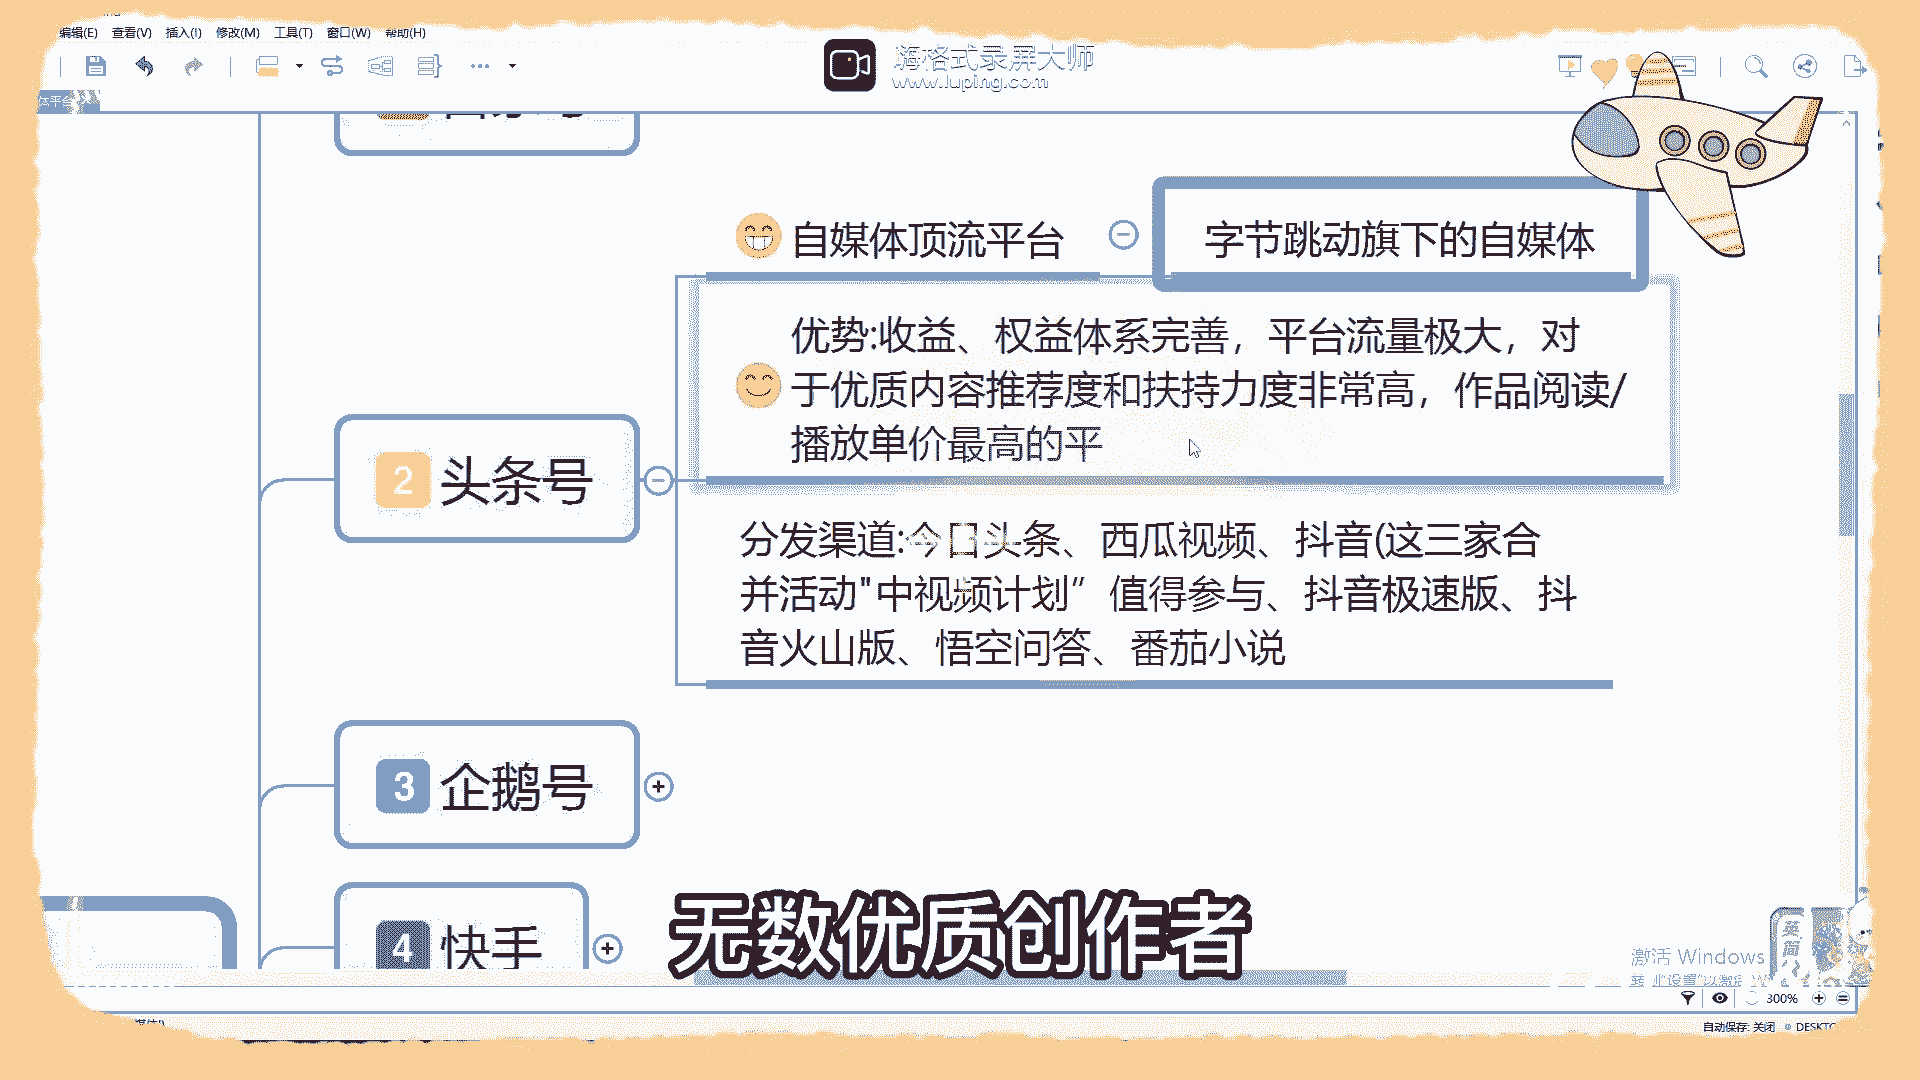 编辑(E) 查看(V) 插入(I) 修改(M) 工具(T) 窗口(W) 帮助(H)
嗨格式录屏大师
www.luping.com
体平台
自媒体顶流平台
字节跳动旗下的自媒体
优势:收益、权益体系完善，平台流量极大，对
于优质内容推荐度和扶持力度非常高，作品阅读/
播放单价最高的平
2 头条号
分发渠道:今日头条、西瓜视频、抖音(这三家合
并活动"中视频计划”值得参与、抖音极速版、抖
音火山版、悟空问答、番茄小说
3 企鹅号
4 快手
无数优质创作者
激活 Windows
英
简
300%
自动保存: 关闭
DESKTO